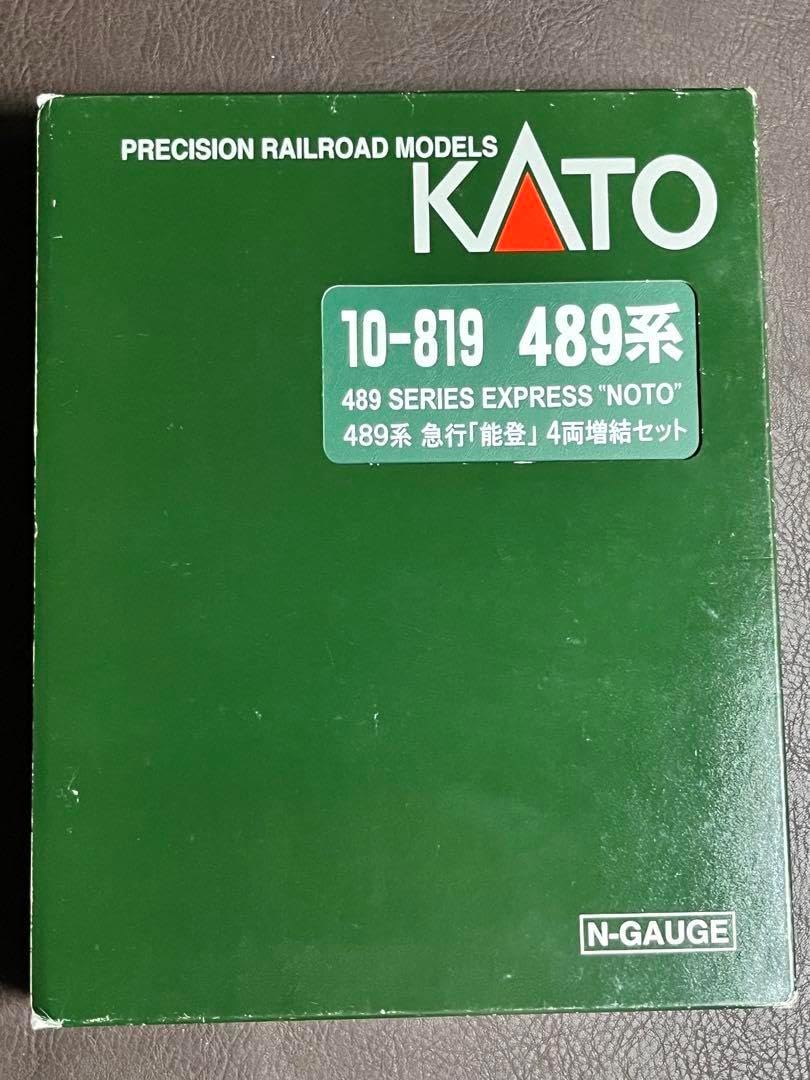 PRECISION RAILROAD MODELS
KATO
10-819 489系
489 SERIES EXPRESS "NOTO"
489系 急行「能登」4両増結セット
N-GAUGE